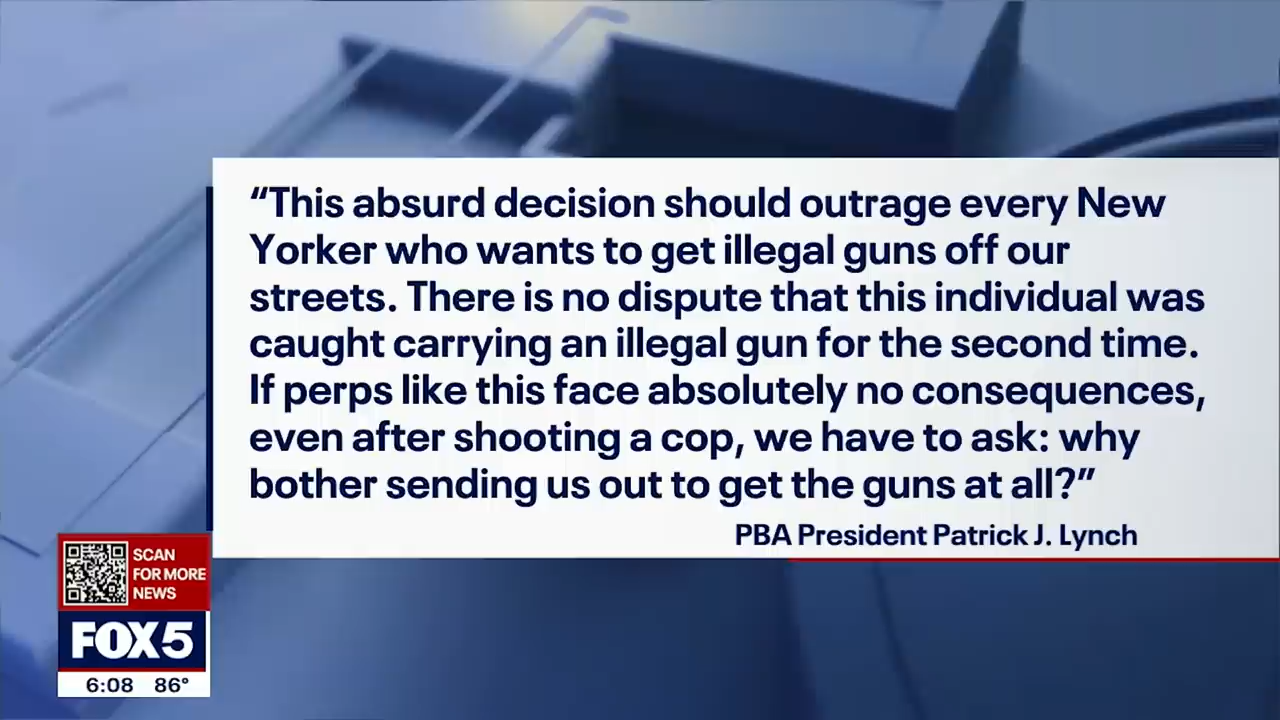 “This absurd decision should outrage every New
Yorker who wants to get illegal guns off our
streets. There is no dispute that this individual was
caught carrying an illegal gun for the second time.
If perps like this face absolutely no consequences,
even after shooting a cop, we have to ask: why
bother sending us out to get the guns at all?”
PBA President Patrick J. Lynch
SCAN
FOR MORE
NEWS
FOX5
6:08 86°